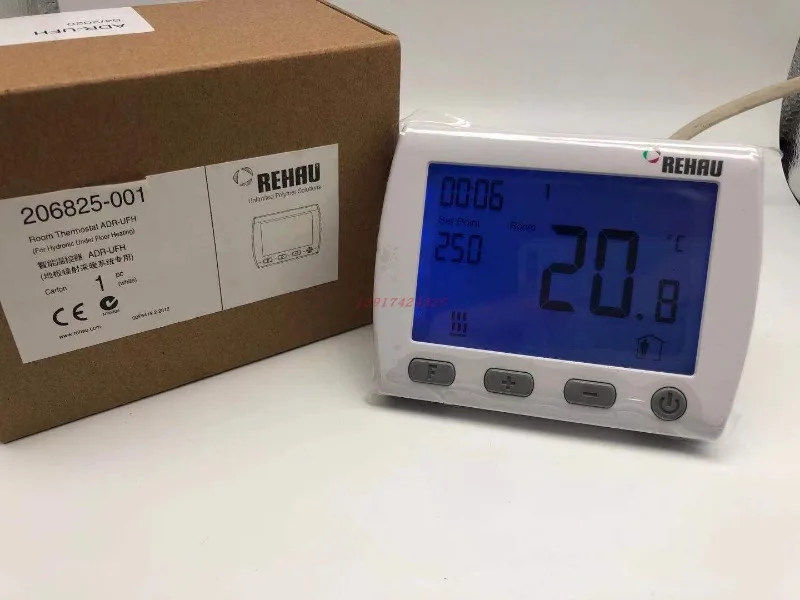 ADR-UFH
04/2020
206825-001
Room Thermostat ADR-UFH
(For Hydronic Under Floor Heating)
智能温控器 ADR-UFH
(地板辐射采暖系统专用)
Carton 1 pc
(white)
CE
www.rehau.com
REHAU
Unlimited Polymer Solutions
REHAU
00:06 1
Set Point Room
25.0 20.8 °C
F + −